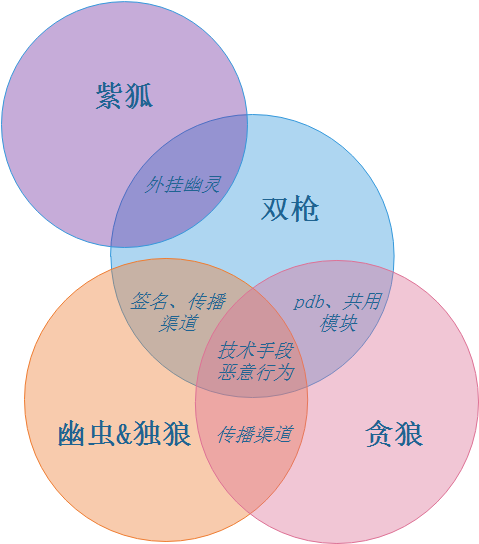 紫狐
外挂幽灵
双枪
签名、传播
渠道
pdb、共用
模块
技术手段
恶意行为
幽虫&独狼
传播渠道
贪狼